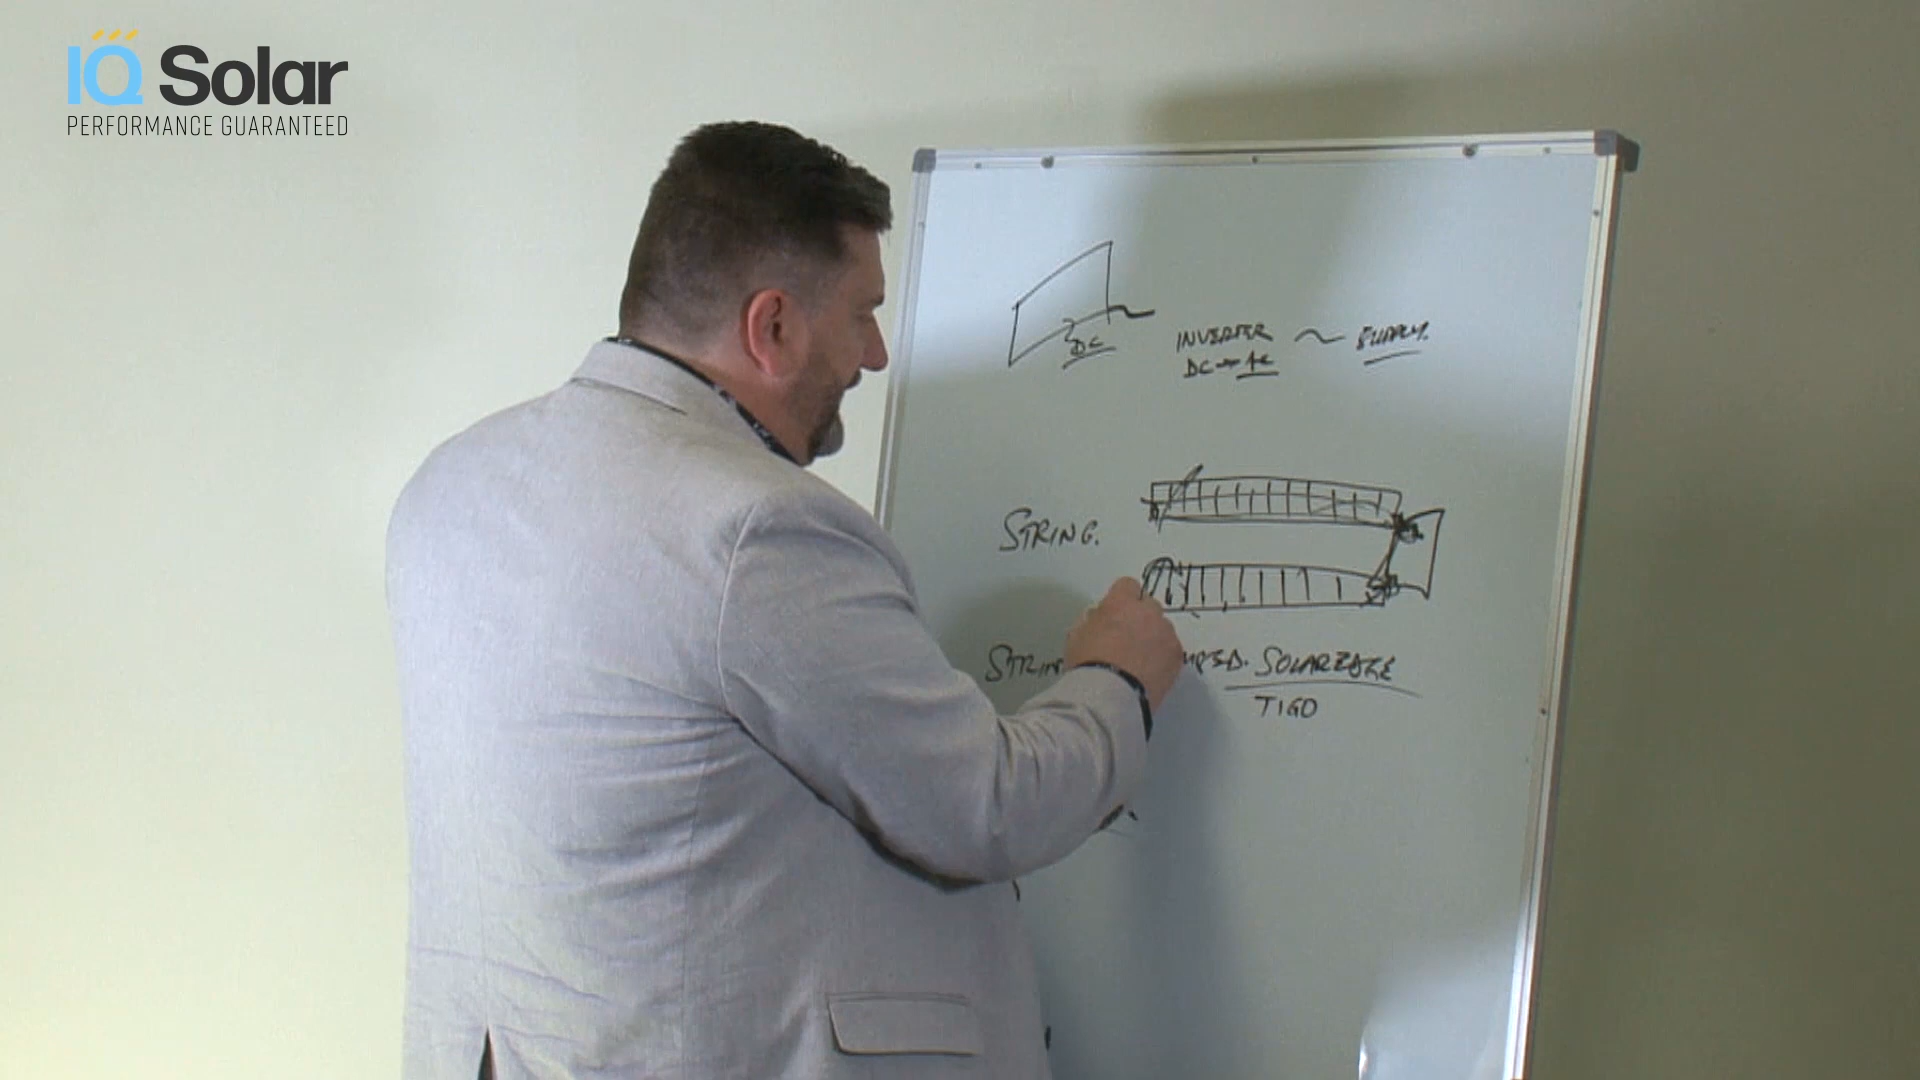 IQ Solar
PERFORMANCE GUARANTEED
DC
INVERTER ~ SUPPLY.
DC → AC
STRING.
SOLAREDGE
TIGO